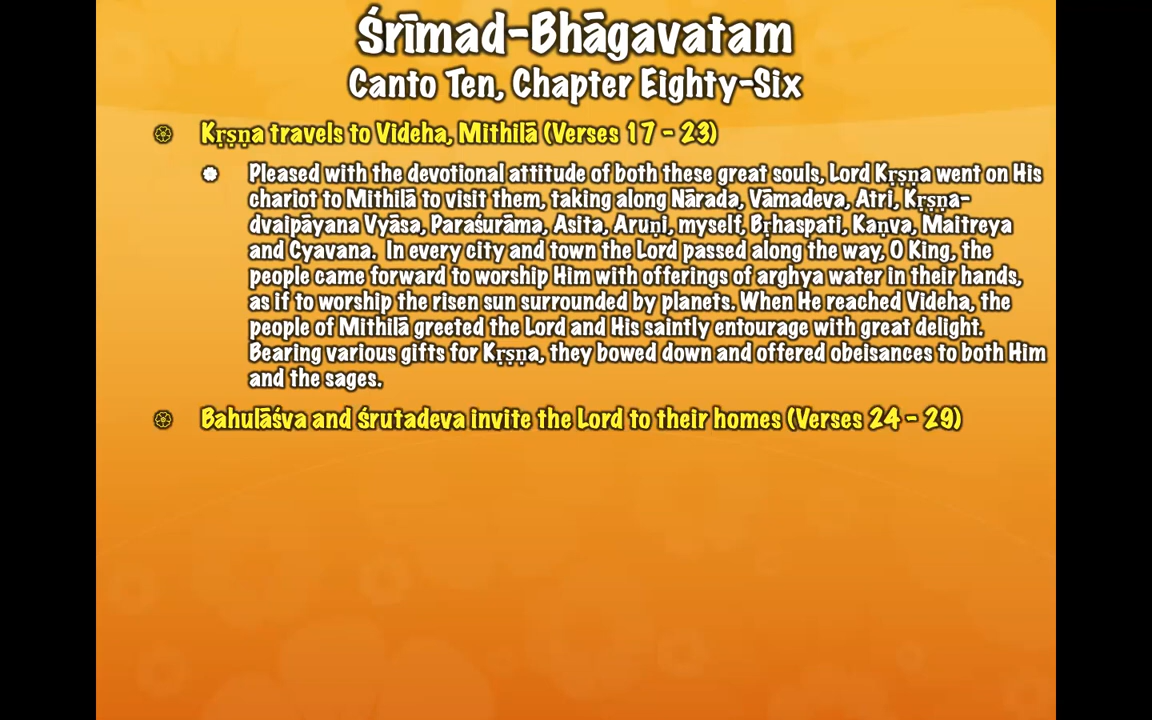 Śrīmad-Bhāgavatam
Canto Ten, Chapter Eighty-Six
Kṛṣṇa travels to Videha, Mithilā (Verses 17 - 23)
Pleased with the devotional attitude of both these great souls, Lord Kṛṣṇa went on His
chariot to Mithilā to visit them, taking along Nārada, Vāmadeva, Atri, Kṛṣṇa-
dvaipāyana Vyāsa, Paraśurāma, Asita, Aruṇi, myself, Bṛhaspati, Kaṇva, Maitreya
and Cyavana. In every city and town the Lord passed along the way, O King, the
people came forward to worship Him with offerings of arghya water in their hands,
as if to worship the risen sun surrounded by planets. When He reached Videha, the
people of Mithilā greeted the Lord and His saintly entourage with great delight.
Bearing various gifts for Kṛṣṇa, they bowed down and offered obeisances to both Him
and the sages.
Bahulāśva and śrutadeva invite the Lord to their homes (Verses 24 - 29)